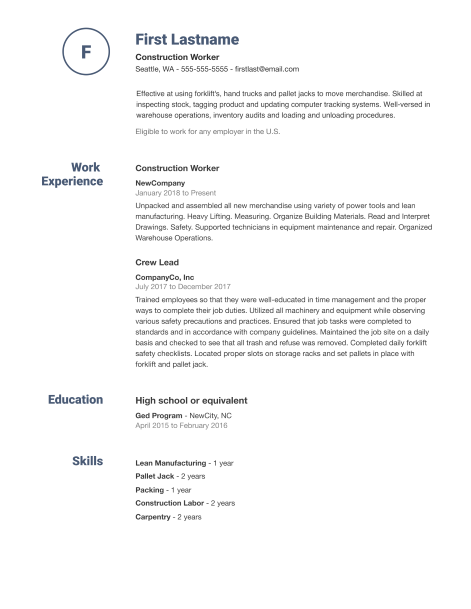 F
First Lastname
Construction Worker
Seattle, WA - 555-555-5555 - firstlast@email.com
Effective at using forklift's, hand trucks and pallet jacks to move merchandise. Skilled at
inspecting stock, tagging product and updating computer tracking systems. Well-versed in
warehouse operations, inventory audits and loading and unloading procedures.
Eligible to work for any employer in the U.S.
Work
Experience
Construction Worker
NewCompany
January 2018 to Present
Unpacked and assembled all new merchandise using variety of power tools and lean
manufacturing. Heavy Lifting. Measuring. Organize Building Materials. Read and Interpret
Drawings. Safety. Supported technicians in equipment maintenance and repair. Organized
Warehouse Operations.
Crew Lead
CompanyCo, Inc
July 2017 to December 2017
Trained employees so that they were well-educated in time management and the proper
ways to complete their job duties. Utilized all machinery and equipment while observing
various safety precautions and practices. Ensured that job tasks were completed to
standards and in accordance with company guidelines. Maintained the job site on a daily
basis and checked to see that all trash and refuse was removed. Completed daily forklift
safety checklists. Located proper slots on storage racks and set pallets in place with
forklift and pallet jack.
Education
High school or equivalent
Ged Program - NewCity, NC
April 2015 to February 2016
Skills
Lean Manufacturing - 1 year
Pallet Jack - 2 years
Packing - 1 year
Construction Labor - 2 years
Carpentry - 2 years